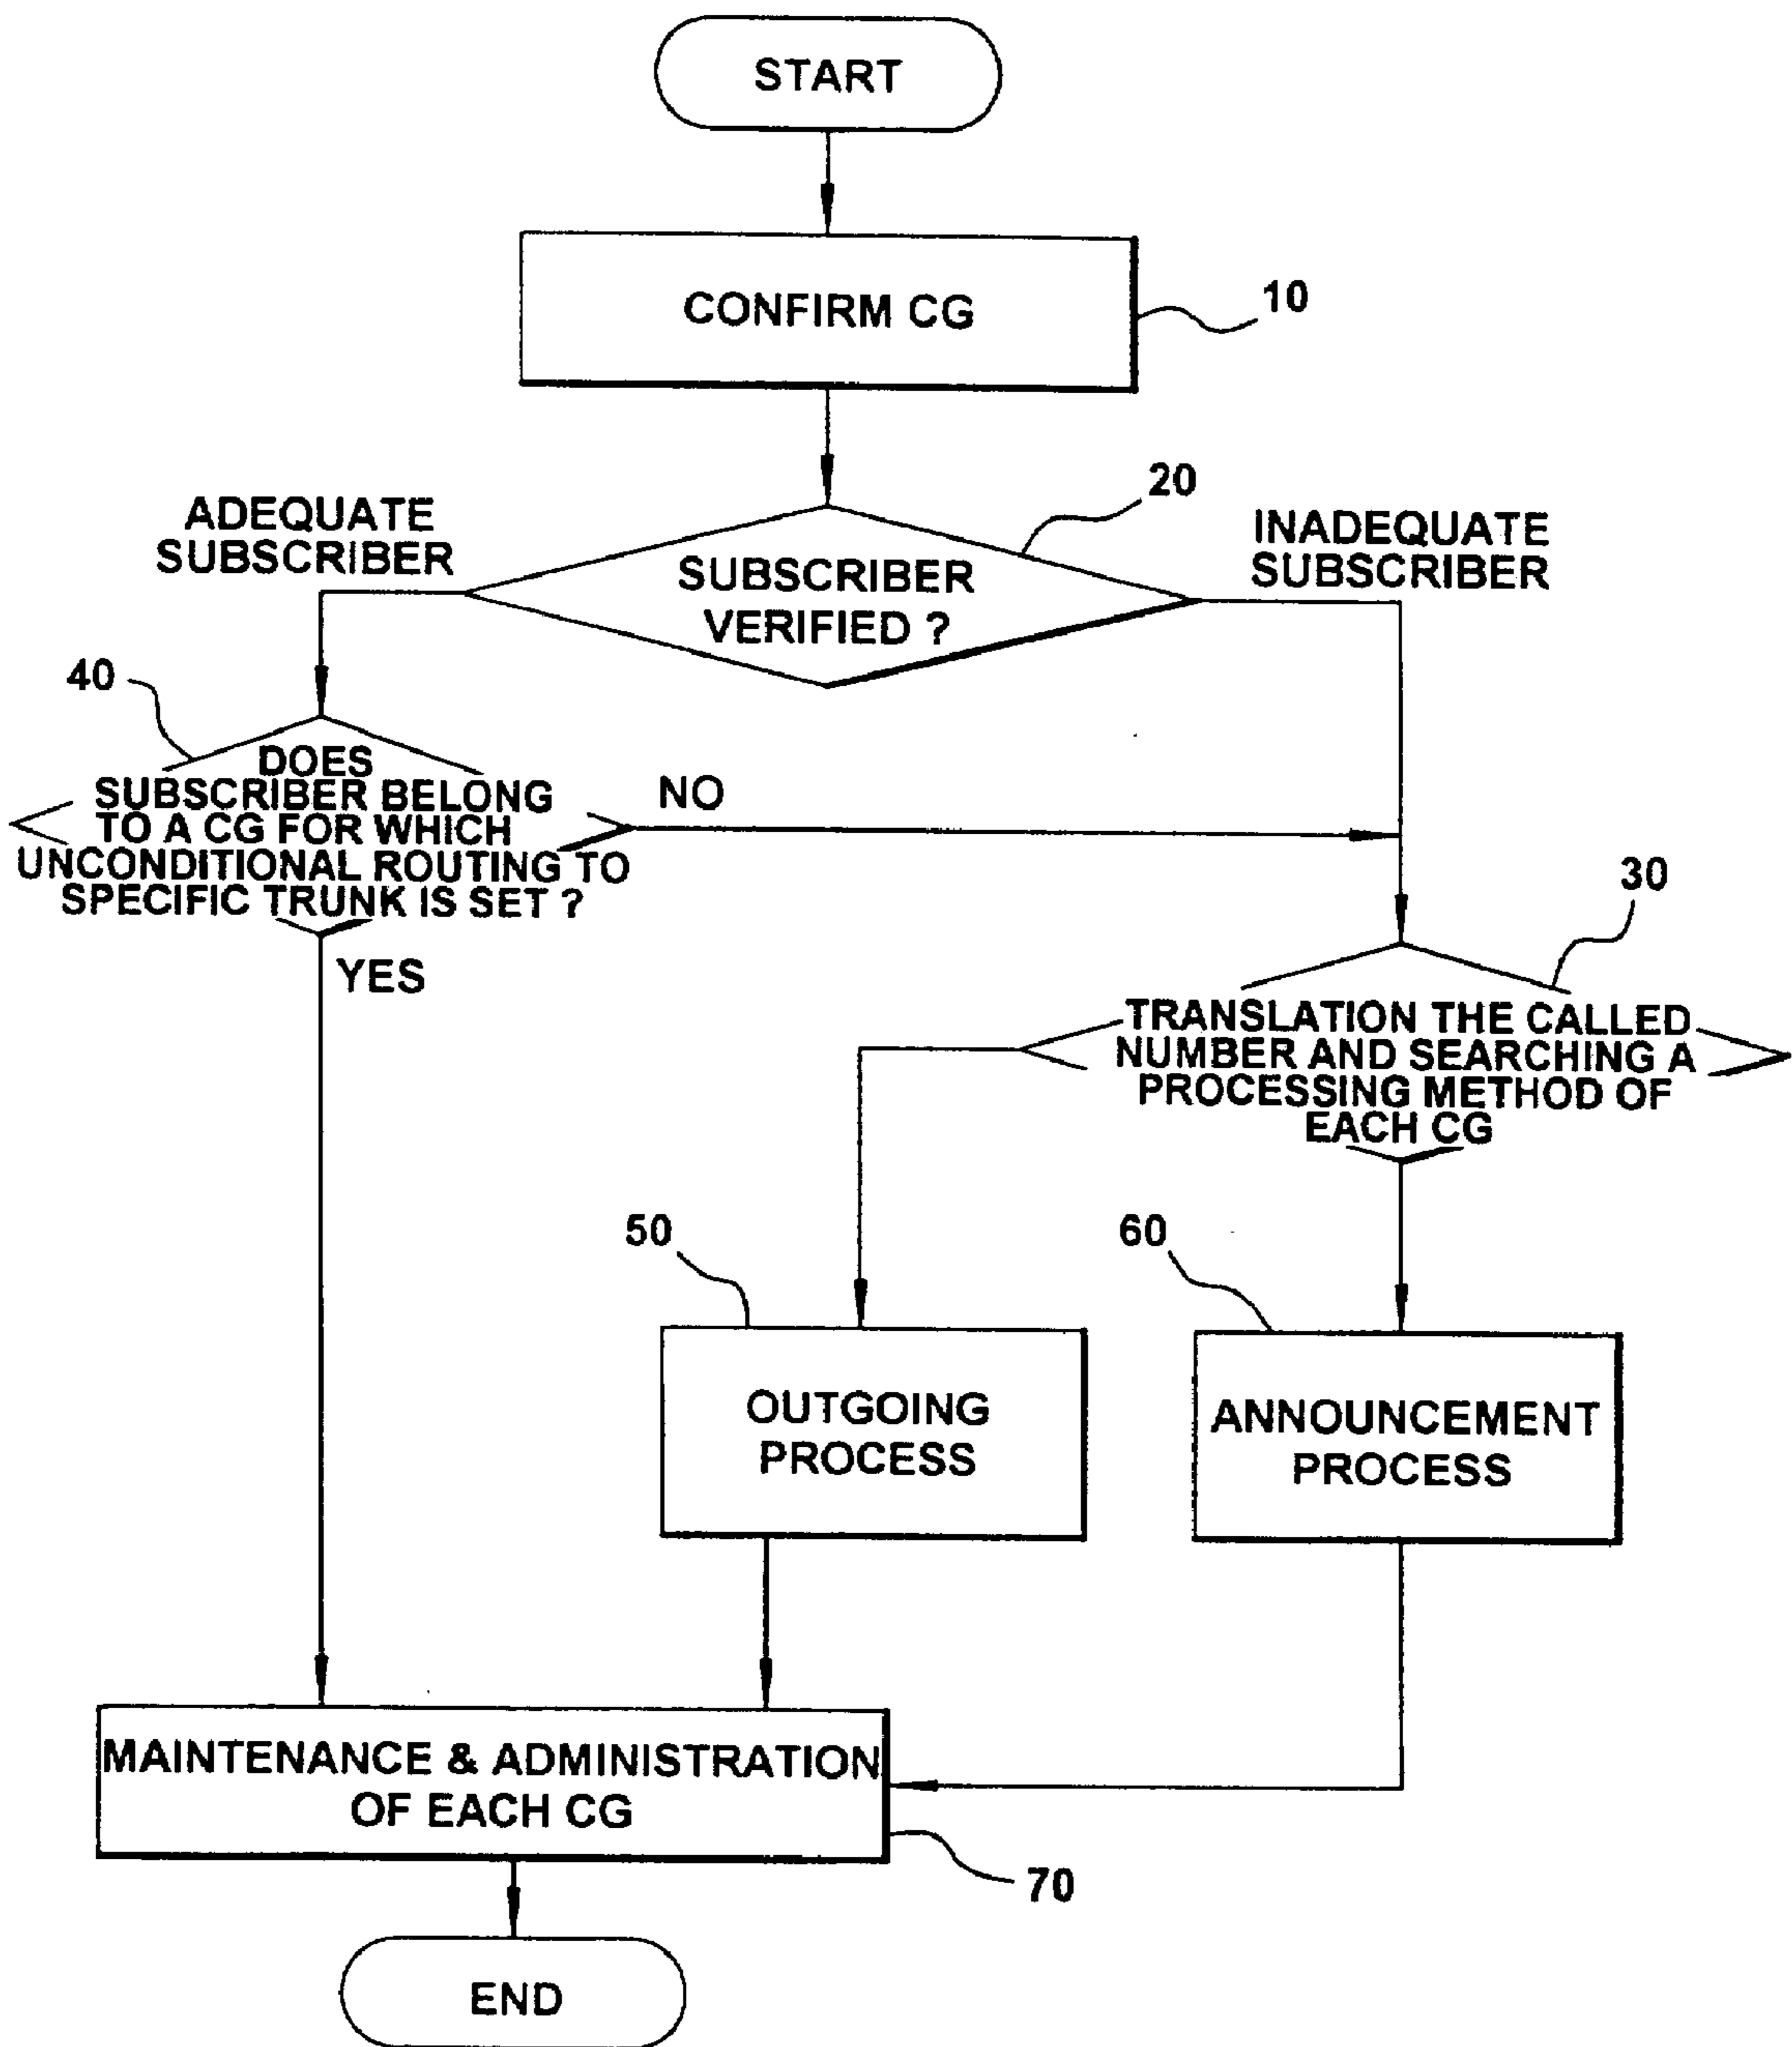 START
CONFIRM CG
10
20
ADEQUATE
SUBSCRIBER
INADEQUATE
SUBSCRIBER
SUBSCRIBER
VERIFIED ?
40
DOES
SUBSCRIBER BELONG
TO A CG FOR WHICH
UNCONDITIONAL ROUTING TO
SPECIFIC TRUNK IS SET ?
NO
YES
30
TRANSLATION THE CALLED
NUMBER AND SEARCHING A
PROCESSING METHOD OF
EACH CG
50
60
OUTGOING
PROCESS
ANNOUNCEMENT
PROCESS
MAINTENANCE & ADMINISTRATION
OF EACH CG
70
END